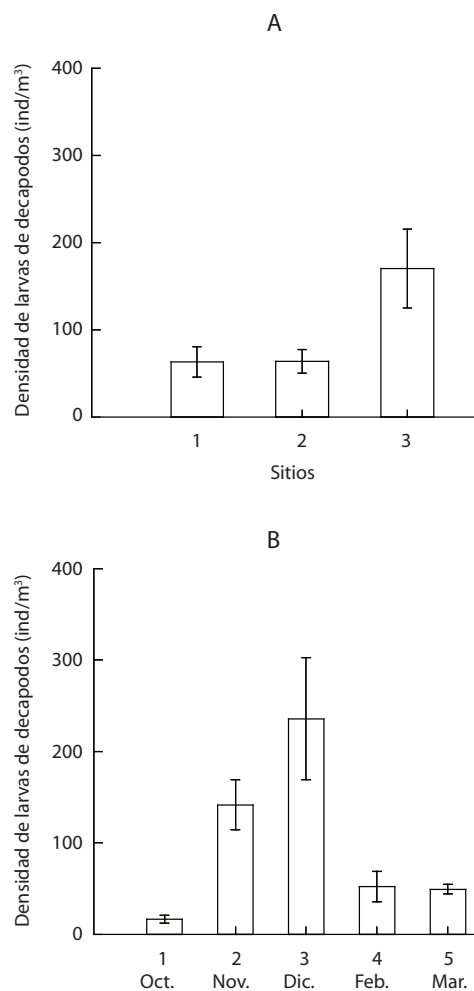 A
Densidad de larvas de decapodos (ind/m³)
400
300
200
100
0
1 2 3
Sitios
B
Densidad de larvas de decapodos (ind/m³)
400
300
200
100
0
1 2 3 4 5
Oct. Nov. Dic. Feb. Mar.